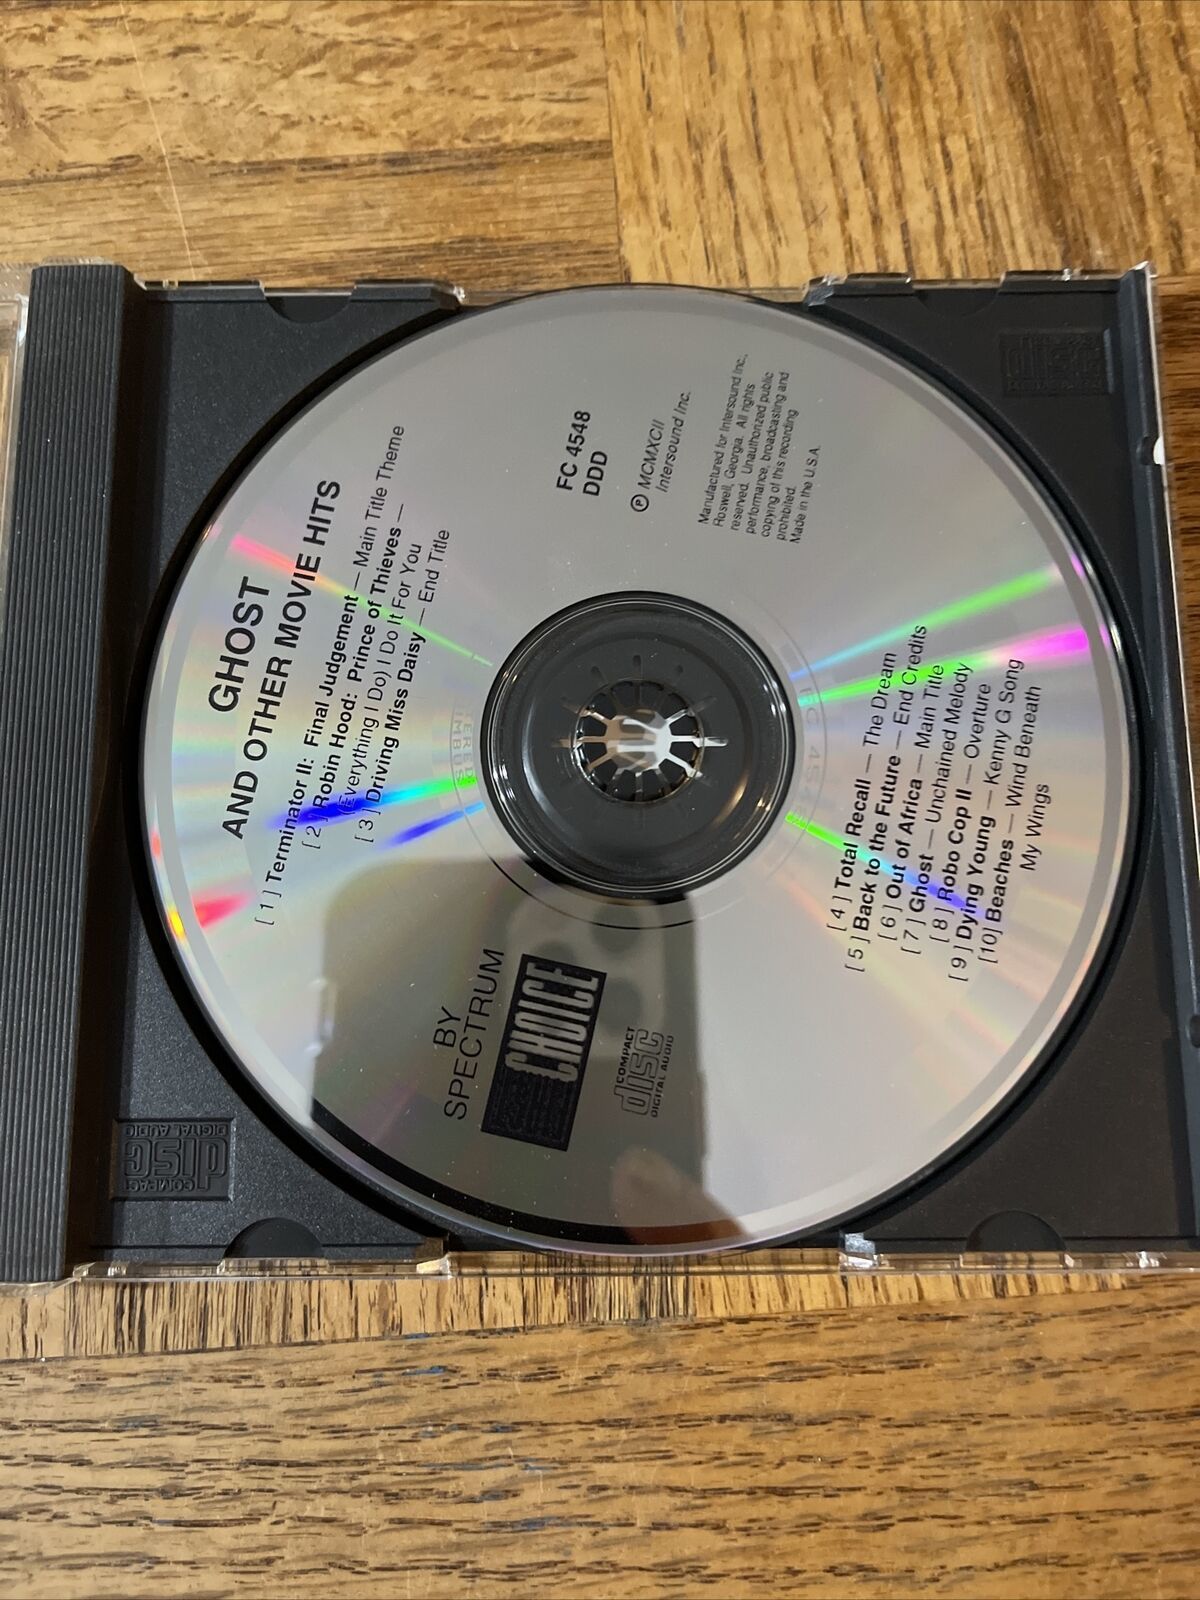 GHOST
AND OTHER MOVIE HITS
[ 1 ] Terminator II: Final Judgement — Main Title Theme
[ 2 ] Robin Hood: Prince of Thieves —
(Everything I Do) I Do It For You
[ 3 ] Driving Miss Daisy — End Title
BY
SPECTRUM
CHOICE
COMPACT
disc
DIGITAL AUDIO
FC 4548
DDD
Ⓟ MCMXCII
Intersound Inc.
Manufactured for Intersound Inc.,
Roswell, Georgia. All rights
reserved. Unauthorized public
performance, broadcasting and
copying of this recording
prohibited.
Made in the U.S.A.
[ 4 ] Total Recall — The Dream
[ 5 ] Back to the Future — End Credits
[ 6 ] Out of Africa — Main Title
[ 7 ] Ghost — Unchained Melody
[ 8 ] Robo Cop II — Overture
[ 9 ] Dying Young — Kenny G Song
[10] Beaches — Wind Beneath
My Wings
COMPACT
disc
DIGITAL AUDIO
disc